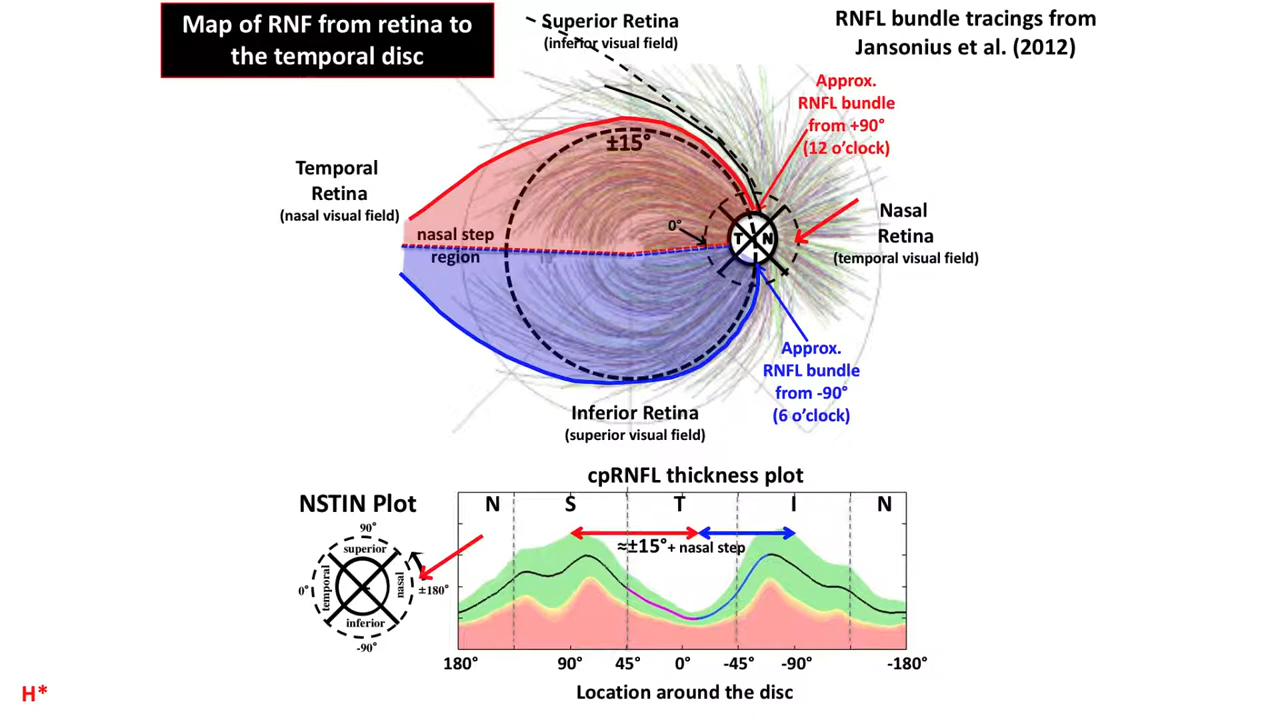 Map of RNF from retina to
the temporal disc
Superior Retina
(inferior visual field)
RNFL bundle tracings from
Jansonius et al. (2012)
Approx.
RNFL bundle
from +90°
(12 o’clock)
±15°
Temporal
Retina
(nasal visual field)
nasal step
region
0°
T N
Nasal
Retina
(temporal visual field)
Approx.
RNFL bundle
from -90°
(6 o’clock)
Inferior Retina
(superior visual field)
cpRNFL thickness plot
NSTIN Plot
N S T I N
≈±15°+ nasal step
90°
superior
temporal
nasal
0°
±180°
inferior
-90°
180° 90° 45° 0° -45° -90° -180°
Location around the disc
H*